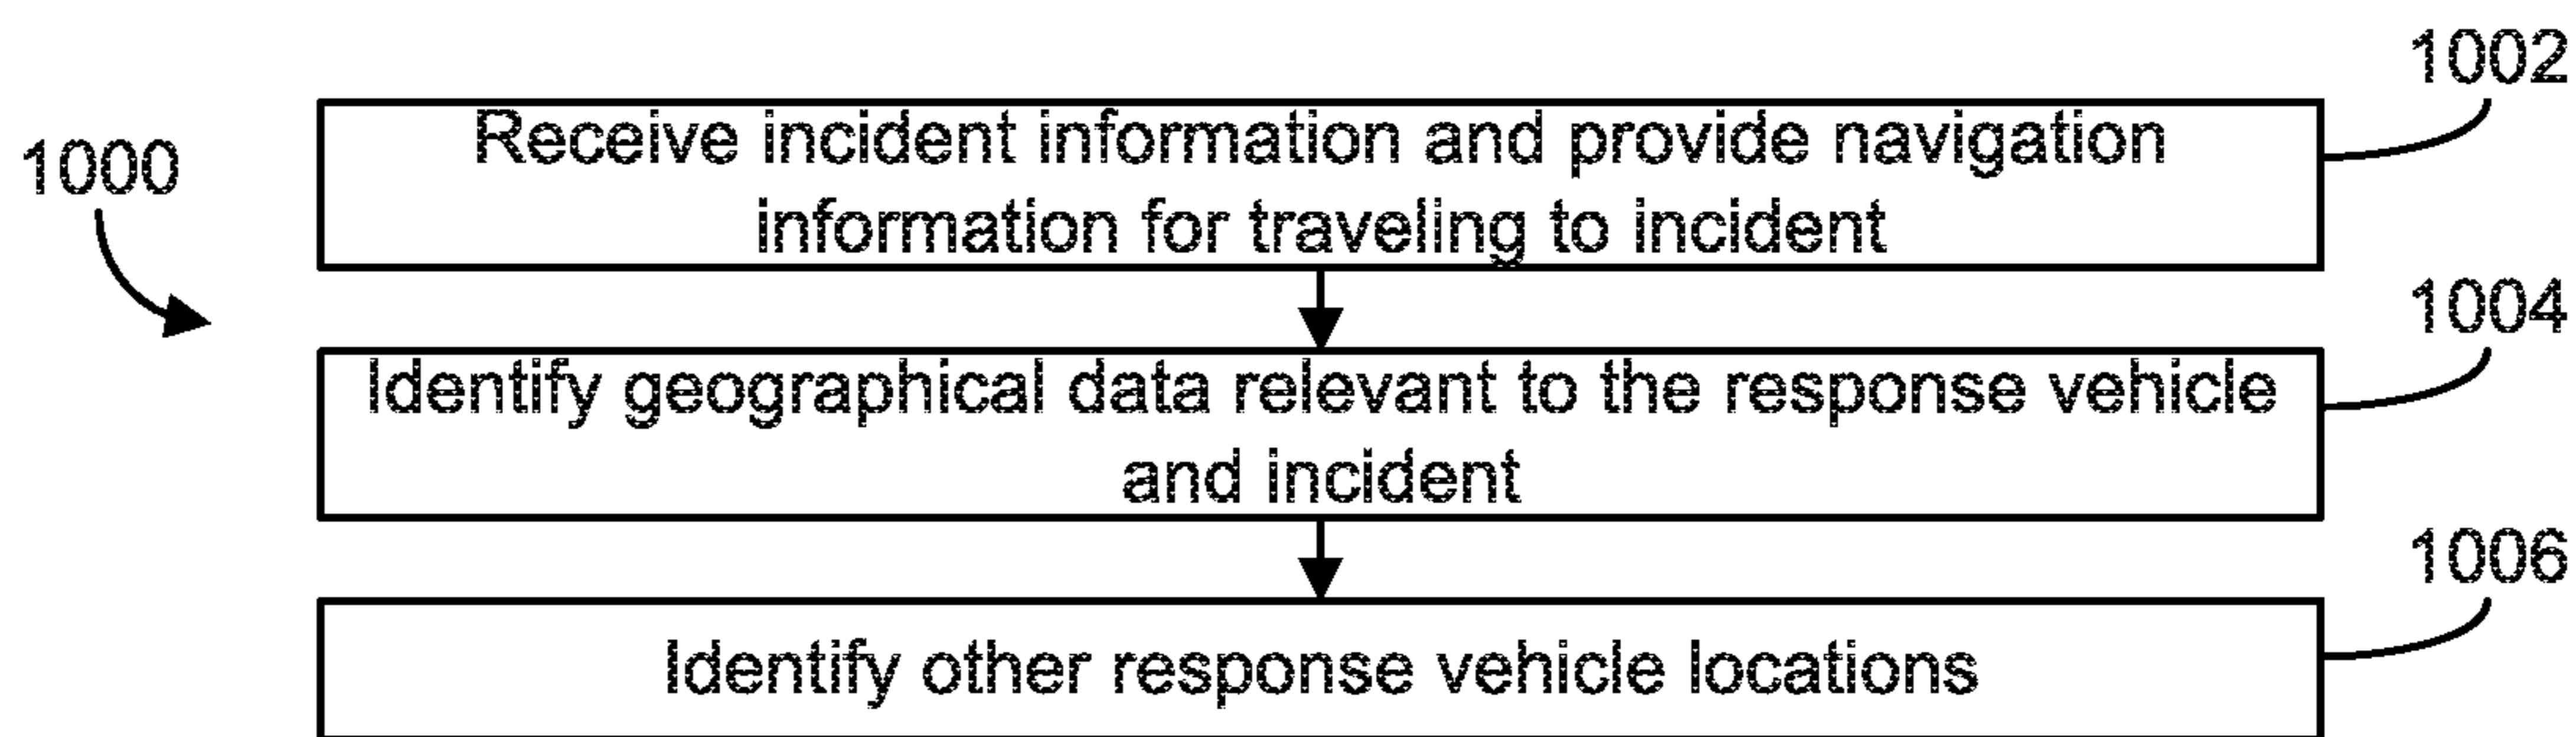 1002
Receive incident information and provide navigation
information for traveling to incident
1000
1004
Identify geographical data relevant to the response vehicle
and incident
1006
Identify other response vehicle locations